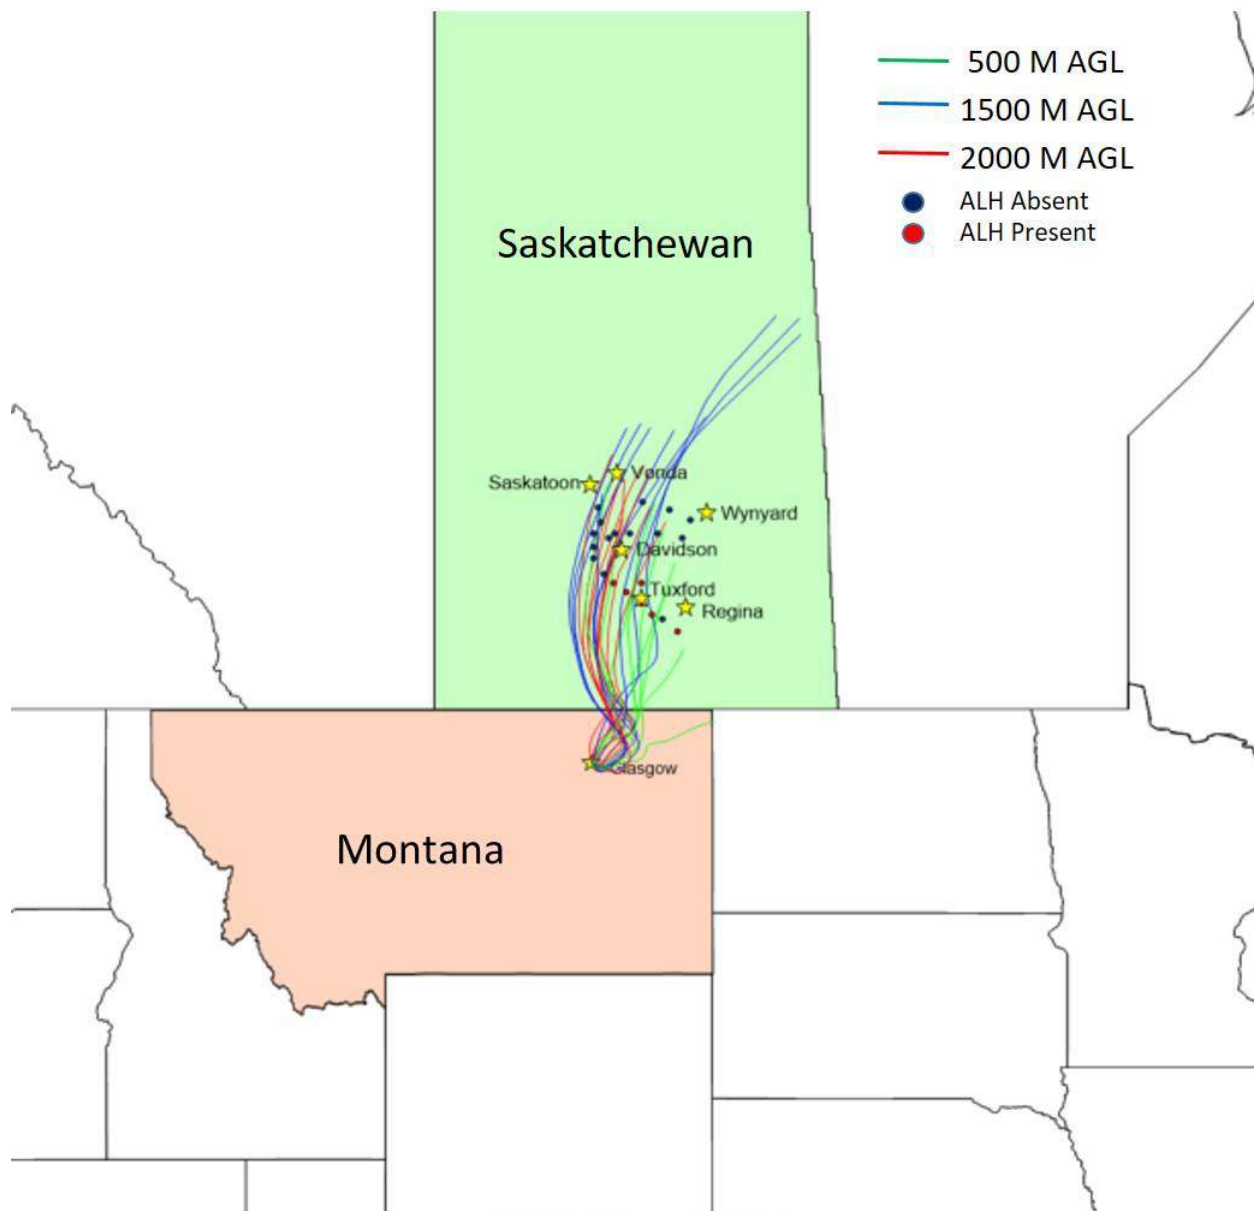 500 M AGL
1500 M AGL
2000 M AGL
ALH Absent
ALH Present
Saskatchewan
Vonda
Saskatoon
Wynyard
Davidson
Tuxford
Regina
Glasgow
Montana